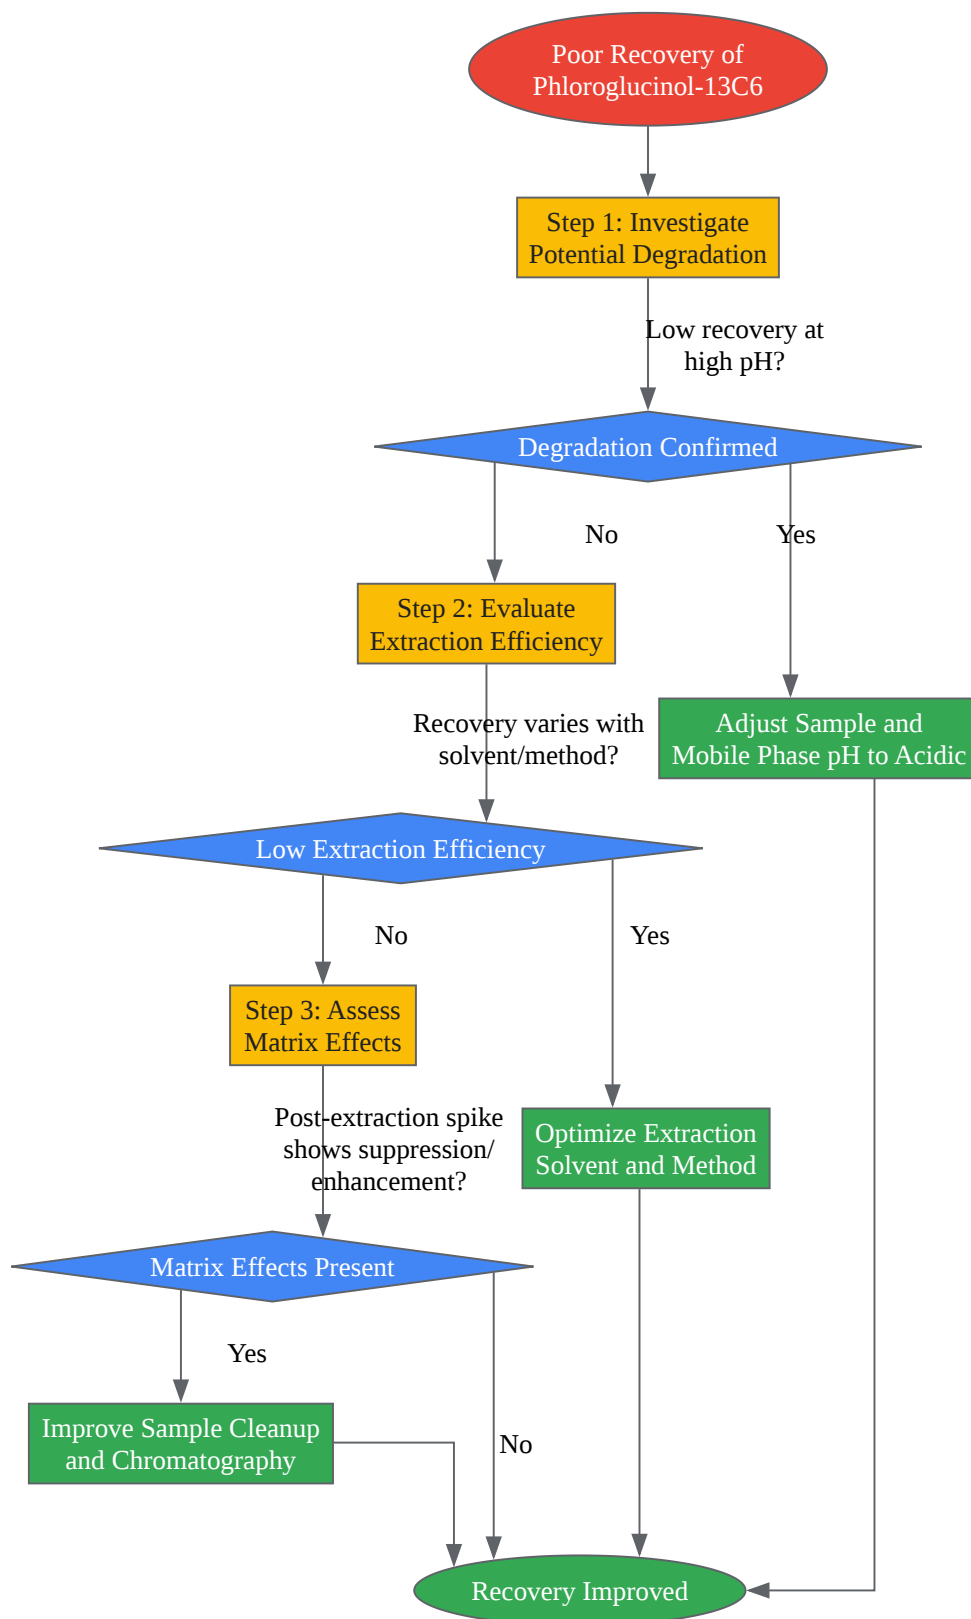 Poor Recovery of
Phloroglucinol-13C6
Step 1: Investigate
Potential Degradation
Low recovery at
high pH?
Degradation Confirmed
No
Yes
Step 2: Evaluate
Extraction Efficiency
Recovery varies with
solvent/method?
Adjust Sample and
Mobile Phase pH to Acidic
Low Extraction Efficiency
No
Yes
Step 3: Assess
Matrix Effects
Post-extraction spike
shows suppression/
enhancement?
Optimize Extraction
Solvent and Method
Matrix Effects Present
Yes
Improve Sample Cleanup
and Chromatography
No
Recovery Improved